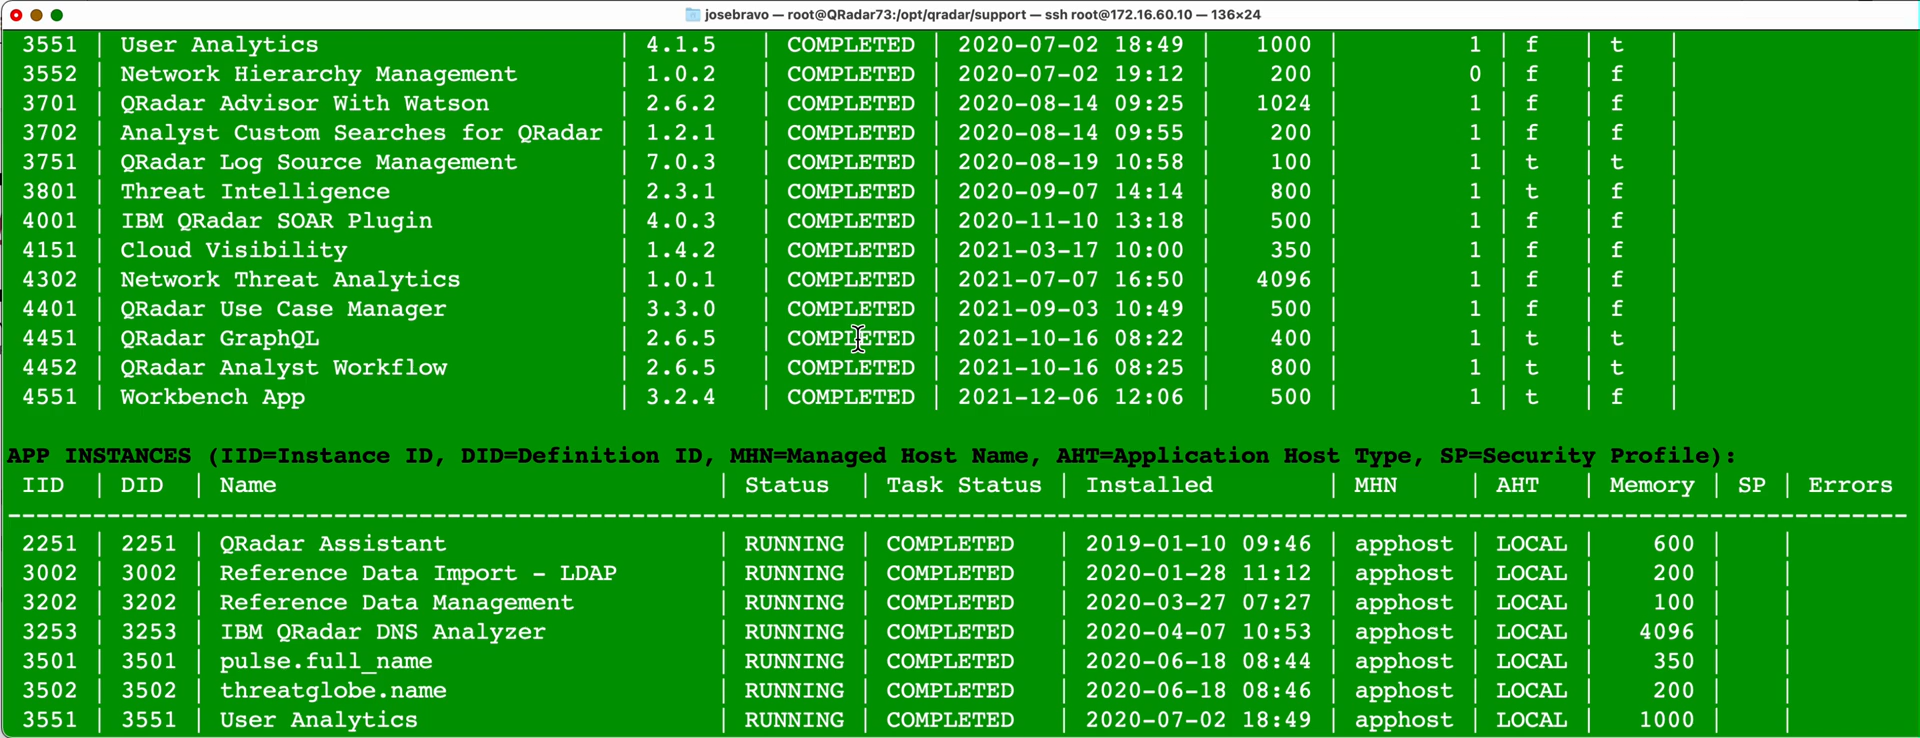 josebravo — root@QRadar73:/opt/qradar/support — ssh root@172.16.60.10 — 136×24
3551 | User Analytics | 4.1.5 | COMPLETED | 2020-07-02 18:49 | 1000 | 1 | f | t |
3552 | Network Hierarchy Management | 1.0.2 | COMPLETED | 2020-07-02 19:12 | 200 | 0 | f | f |
3701 | QRadar Advisor With Watson | 2.6.2 | COMPLETED | 2020-08-14 09:25 | 1024 | 1 | f | f |
3702 | Analyst Custom Searches for QRadar | 1.2.1 | COMPLETED | 2020-08-14 09:55 | 200 | 1 | f | f |
3751 | QRadar Log Source Management | 7.0.3 | COMPLETED | 2020-08-19 10:58 | 100 | 1 | t | t |
3801 | Threat Intelligence | 2.3.1 | COMPLETED | 2020-09-07 14:14 | 800 | 1 | t | f |
4001 | IBM QRadar SOAR Plugin | 4.0.3 | COMPLETED | 2020-11-10 13:18 | 500 | 1 | f | f |
4151 | Cloud Visibility | 1.4.2 | COMPLETED | 2021-03-17 10:00 | 350 | 1 | f | f |
4302 | Network Threat Analytics | 1.0.1 | COMPLETED | 2021-07-07 16:50 | 4096 | 1 | f | f |
4401 | QRadar Use Case Manager | 3.3.0 | COMPLETED | 2021-09-03 10:49 | 500 | 1 | f | f |
4451 | QRadar GraphQL | 2.6.5 | COMPLETED | 2021-10-16 08:22 | 400 | 1 | t | t |
4452 | QRadar Analyst Workflow | 2.6.5 | COMPLETED | 2021-10-16 08:25 | 800 | 1 | t | t |
4551 | Workbench App | 3.2.4 | COMPLETED | 2021-12-06 12:06 | 500 | 1 | t | f |
APP INSTANCES (IID=Instance ID, DID=Definition ID, MHN=Managed Host Name, AHT=Application Host Type, SP=Security Profile):
IID | DID | Name | Status | Task Status | Installed | MHN | AHT | Memory | SP | Errors
2251 | 2251 | QRadar Assistant | RUNNING | COMPLETED | 2019-01-10 09:46 | apphost | LOCAL | 600 | |
3002 | 3002 | Reference Data Import - LDAP | RUNNING | COMPLETED | 2020-01-28 11:12 | apphost | LOCAL | 200 | |
3202 | 3202 | Reference Data Management | RUNNING | COMPLETED | 2020-03-27 07:27 | apphost | LOCAL | 100 | |
3253 | 3253 | IBM QRadar DNS Analyzer | RUNNING | COMPLETED | 2020-04-07 10:53 | apphost | LOCAL | 4096 | |
3501 | 3501 | pulse.full_name | RUNNING | COMPLETED | 2020-06-18 08:44 | apphost | LOCAL | 350 | |
3502 | 3502 | threatglobe.name | RUNNING | COMPLETED | 2020-06-18 08:46 | apphost | LOCAL | 200 | |
3551 | 3551 | User Analytics | RUNNING | COMPLETED | 2020-07-02 18:49 | apphost | LOCAL | 1000 | |